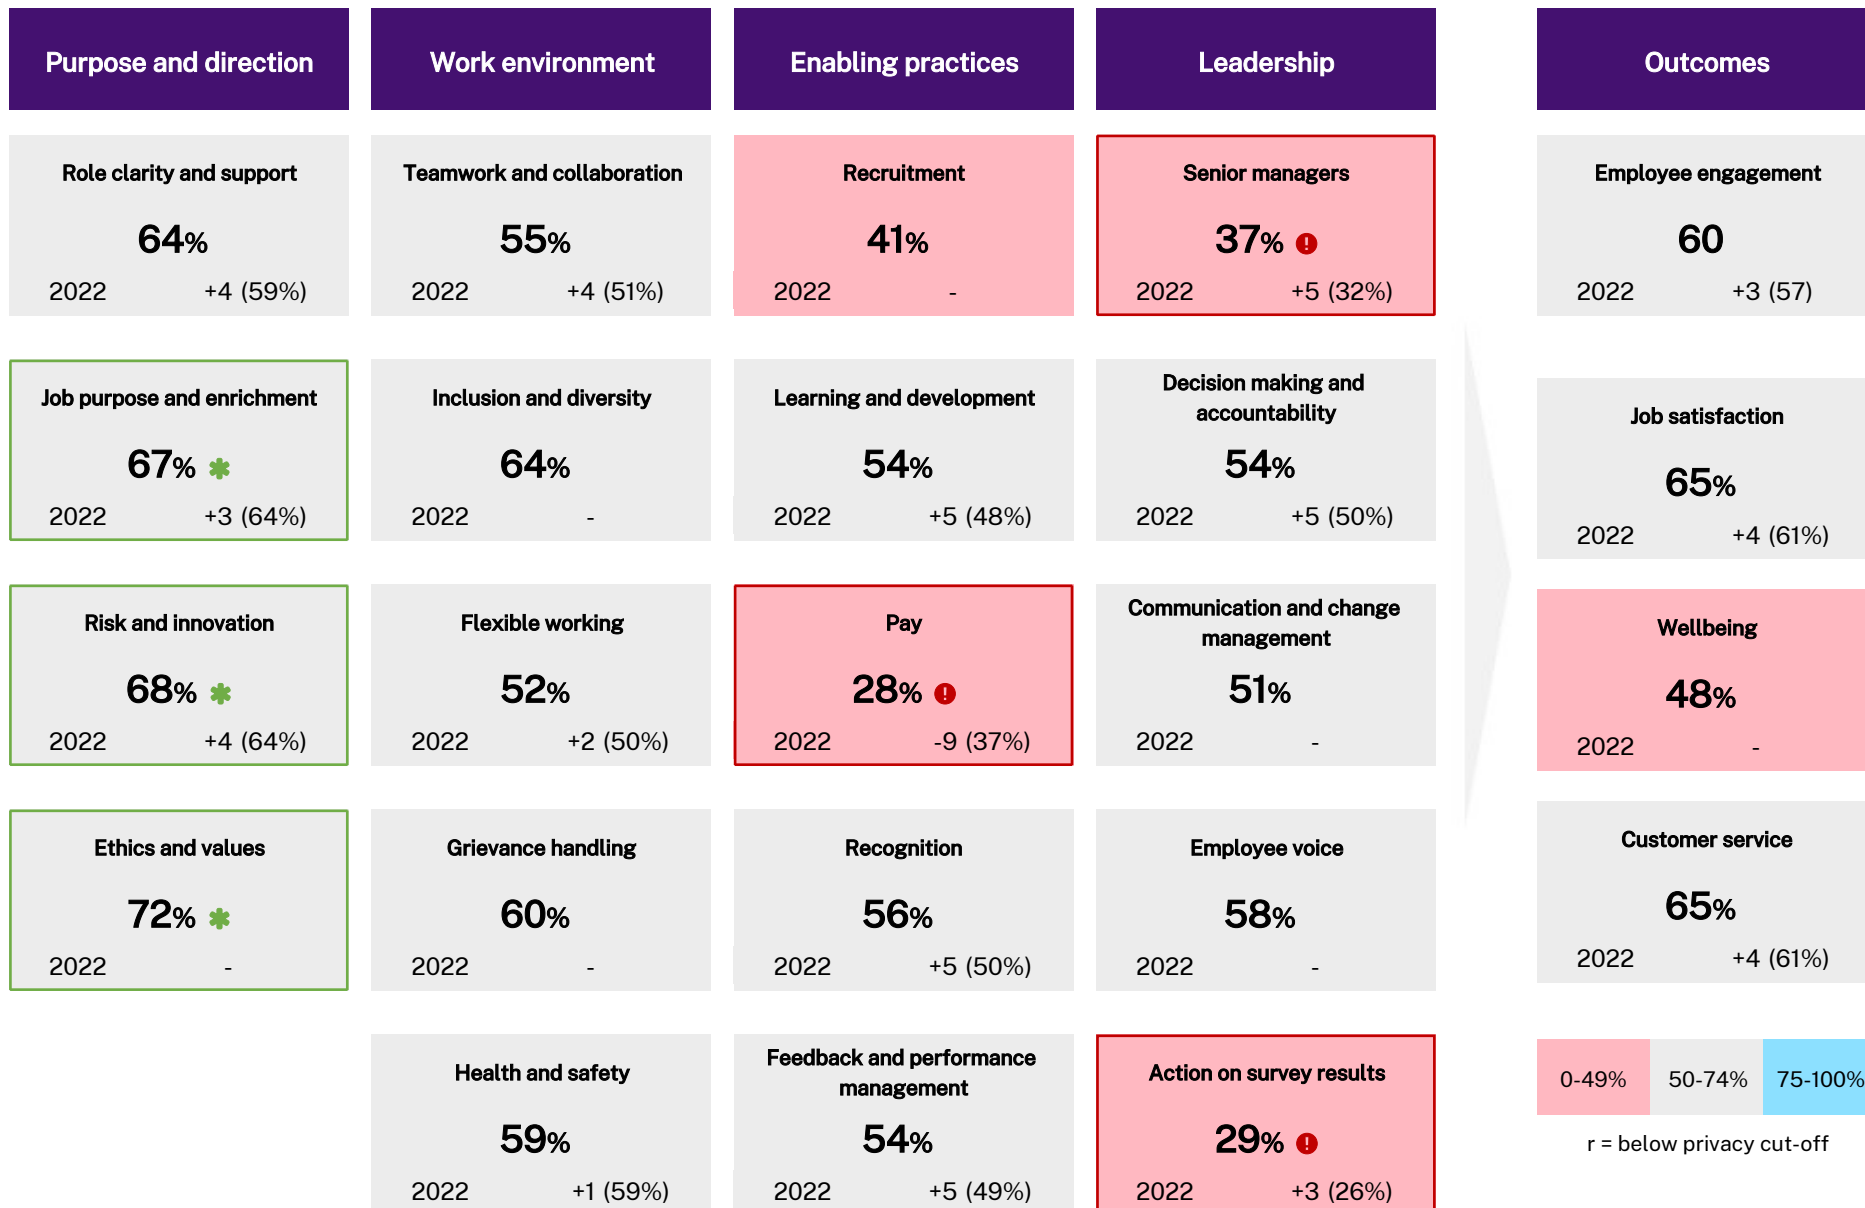 Purpose and direction
Role clarity and support
64%
2022 +4 (59%)
Job purpose and enrichment
67%
2022 +3 (64%)
Risk and innovation
68%
2022 +4 (64%)
Ethics and values
72%
2022 -
Work environment
Teamwork and collaboration
55%
2022 +4 (51%)
Inclusion and diversity
64%
2022 -
Flexible working
52%
2022 +2 (50%)
Grievance handling
60%
2022 -
Health and safety
59%
2022 +1 (59%)
Enabling practices
Recruitment
41%
2022 -
Learning and development
54%
2022 +5 (48%)
Pay
28%
2022 -9 (37%)
Recognition
56%
2022 +5 (50%)
Feedback and performance
management
54%
2022 +5 (49%)
Leadership
Senior managers
37%
2022 +5 (32%)
Decision making and
accountability
54%
2022 +5 (50%)
Communication and change
management
51%
2022 -
Employee voice
58%
2022 -
Action on survey results
29%
2022 +3 (26%)
Outcomes
Employee engagement
60
2022 +3 (57)
Job satisfaction
65%
2022 +4 (61%)
Wellbeing
48%
2022 -
Customer service
65%
2022 +4 (61%)
0-49% 50-74% 75-100%
r = below privacy cut-off